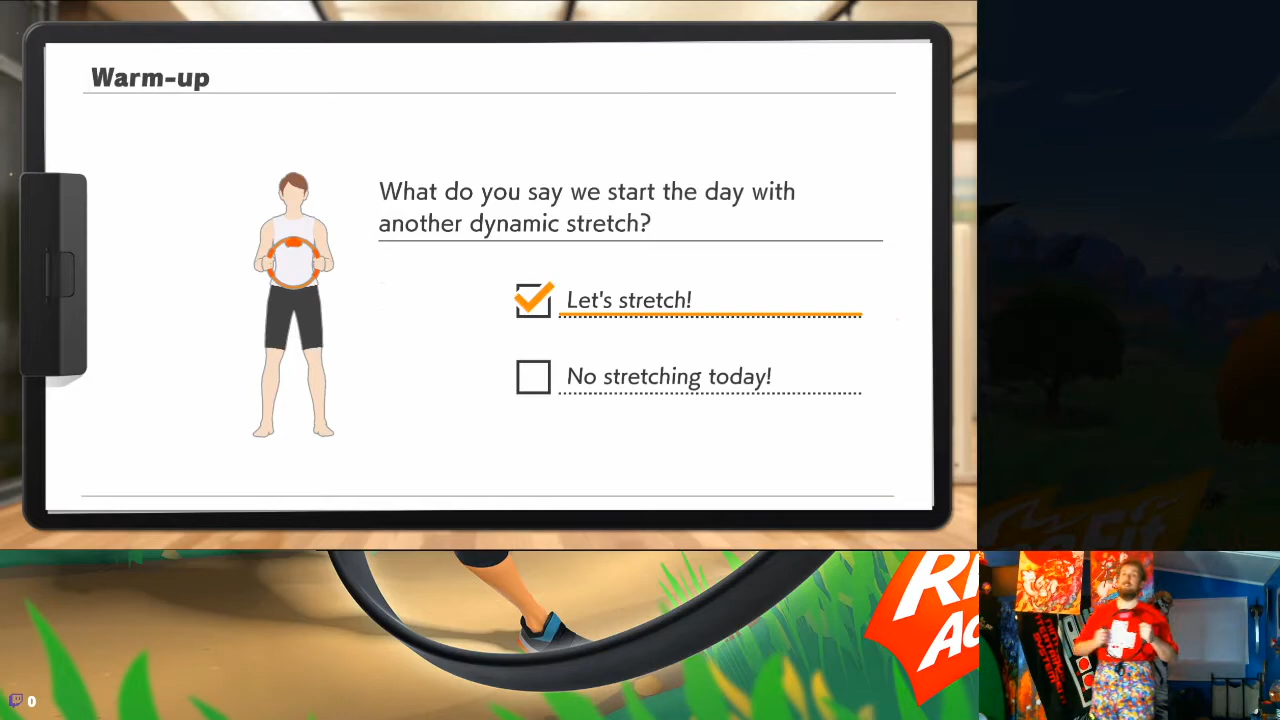 Warm-up
What do you say we start the day with
another dynamic stretch?
Let's stretch!
No stretching today!
0